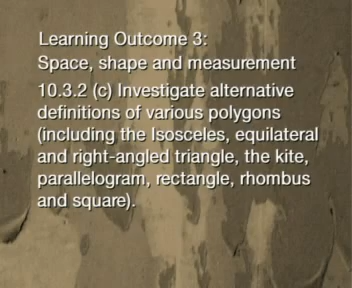 Learning Outcome 3:
Space, shape and measurement
10.3.2 (c) Investigate alternative
definitions of various polygons
(including the Isosceles, equilateral
and right-angled triangle, the kite,
parallelogram, rectangle, rhombus
and square).